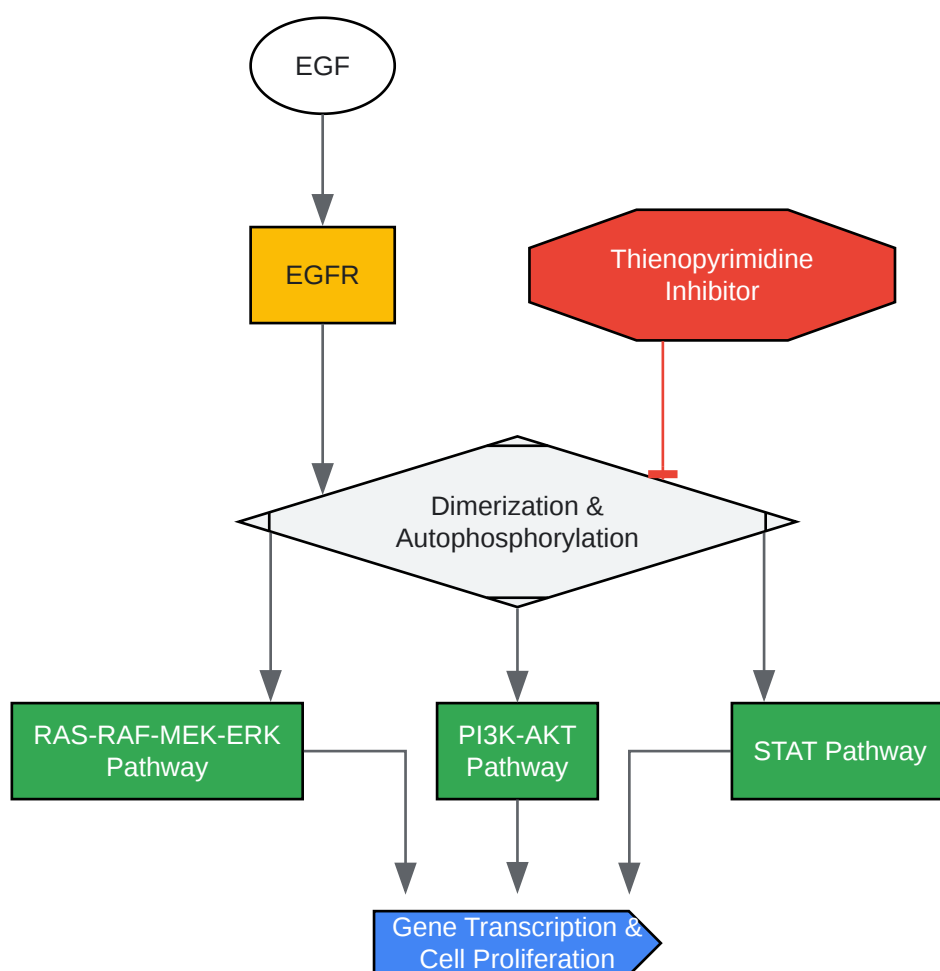 EGF
EGFR
Thienopyrimidine
Inhibitor
Dimerization &
Autophosphorylation
RAS-RAF-MEK-ERK
Pathway
PI3K-AKT
Pathway
STAT Pathway
Gene Transcription &
Cell Proliferation